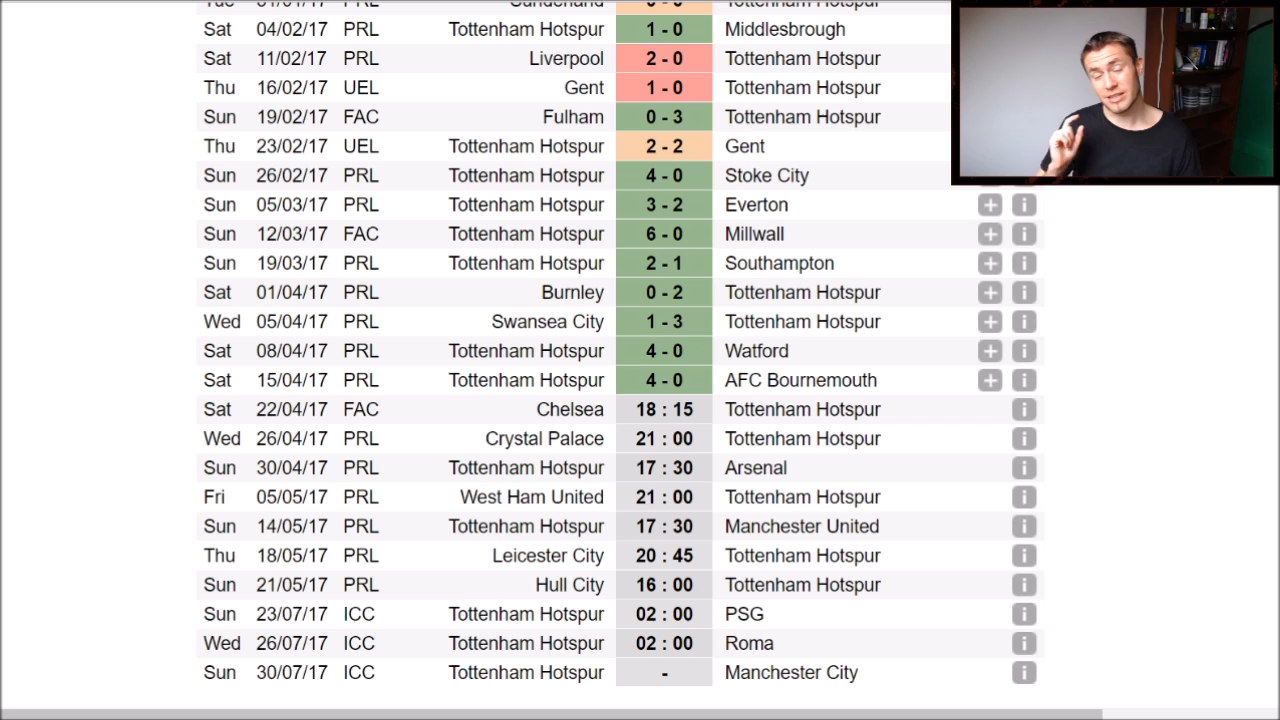 Tue 31/01/17 PRL Sunderland 0 - 0 Tottenham Hotspur
Sat 04/02/17 PRL Tottenham Hotspur 1 - 0 Middlesbrough
Sat 11/02/17 PRL Liverpool 2 - 0 Tottenham Hotspur
Thu 16/02/17 UEL Gent 1 - 0 Tottenham Hotspur
Sun 19/02/17 FAC Fulham 0 - 3 Tottenham Hotspur
Thu 23/02/17 UEL Tottenham Hotspur 2 - 2 Gent
Sun 26/02/17 PRL Tottenham Hotspur 4 - 0 Stoke City
Sun 05/03/17 PRL Tottenham Hotspur 3 - 2 Everton + i
Sun 12/03/17 FAC Tottenham Hotspur 6 - 0 Millwall + i
Sun 19/03/17 PRL Tottenham Hotspur 2 - 1 Southampton + i
Sat 01/04/17 PRL Burnley 0 - 2 Tottenham Hotspur + i
Wed 05/04/17 PRL Swansea City 1 - 3 Tottenham Hotspur + i
Sat 08/04/17 PRL Tottenham Hotspur 4 - 0 Watford + i
Sat 15/04/17 PRL Tottenham Hotspur 4 - 0 AFC Bournemouth + i
Sat 22/04/17 FAC Chelsea 18 : 15 Tottenham Hotspur i
Wed 26/04/17 PRL Crystal Palace 21 : 00 Tottenham Hotspur i
Sun 30/04/17 PRL Tottenham Hotspur 17 : 30 Arsenal i
Fri 05/05/17 PRL West Ham United 21 : 00 Tottenham Hotspur i
Sun 14/05/17 PRL Tottenham Hotspur 17 : 30 Manchester United i
Thu 18/05/17 PRL Leicester City 20 : 45 Tottenham Hotspur i
Sun 21/05/17 PRL Hull City 16 : 00 Tottenham Hotspur i
Sun 23/07/17 ICC Tottenham Hotspur 02 : 00 PSG i
Wed 26/07/17 ICC Tottenham Hotspur 02 : 00 Roma i
Sun 30/07/17 ICC Tottenham Hotspur - Manchester City i